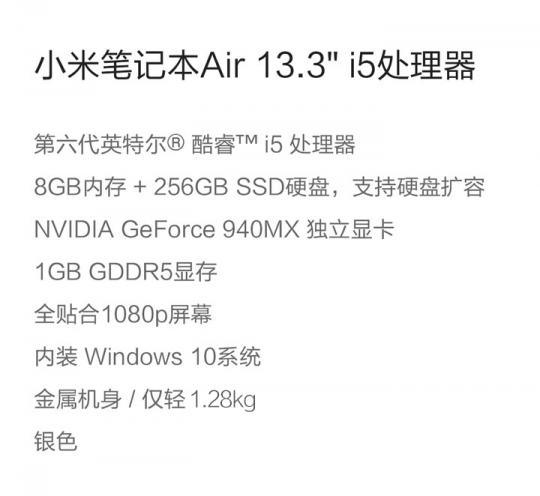 小米笔记本Air 13.3" i5处理器
第六代英特尔® 酷睿™ i5 处理器
8GB内存 + 256GB SSD硬盘，支持硬盘扩容
NVIDIA GeForce 940MX 独立显卡
1GB GDDR5显存
全贴合1080p屏幕
内装 Windows 10系统
金属机身 / 仅轻 1.28kg
银色